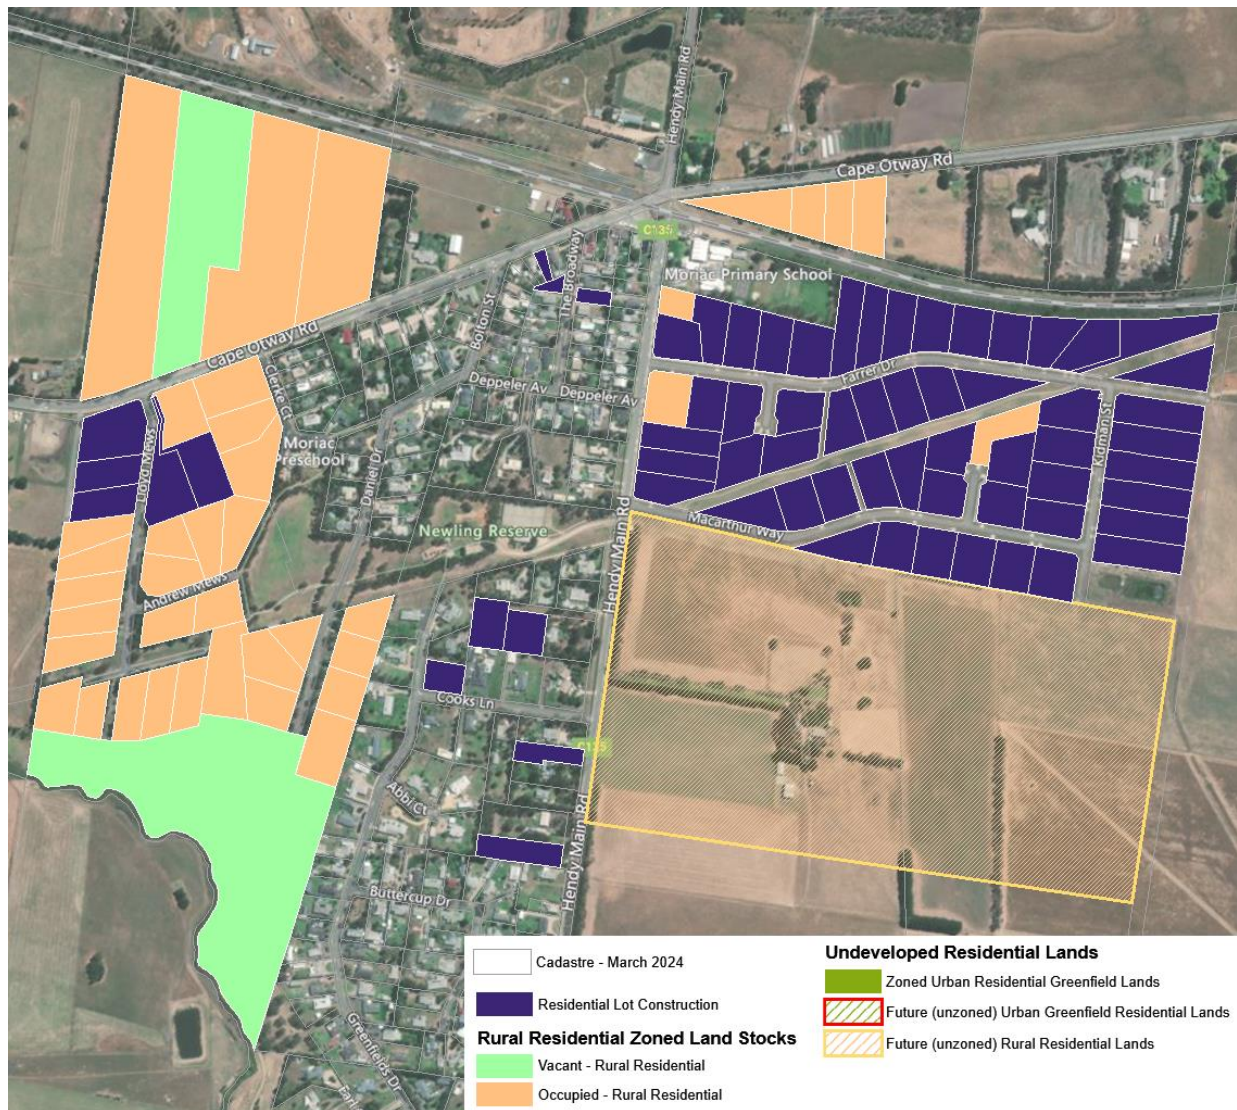 Hendy Main Rd
Cape Otway Rd
C135
The Broadway
Moriac Primary School
Bolton St
Cape Otway Rd
Clerke Ct
Deppeler Av
Deppeler Av
Farrer Dr
Kidman St
Lloyd Mews
Moriac
Preschool
Daniel Dr
Newling Reserve
Hendy Main Rd
Macarthur Way
Andrew Mews
Cooks Ln
C135
Abbi Ct
Hendy Main Rd
Buttercup Dr
Greenfields Dr
Cadastre - March 2024
Residential Lot Construction
Rural Residential Zoned Land Stocks
Vacant - Rural Residential
Occupied - Rural Residential
Undeveloped Residential Lands
Zoned Urban Residential Greenfield Lands
Future (unzoned) Urban Greenfield Residential Lands
Future (unzoned) Rural Residential Lands